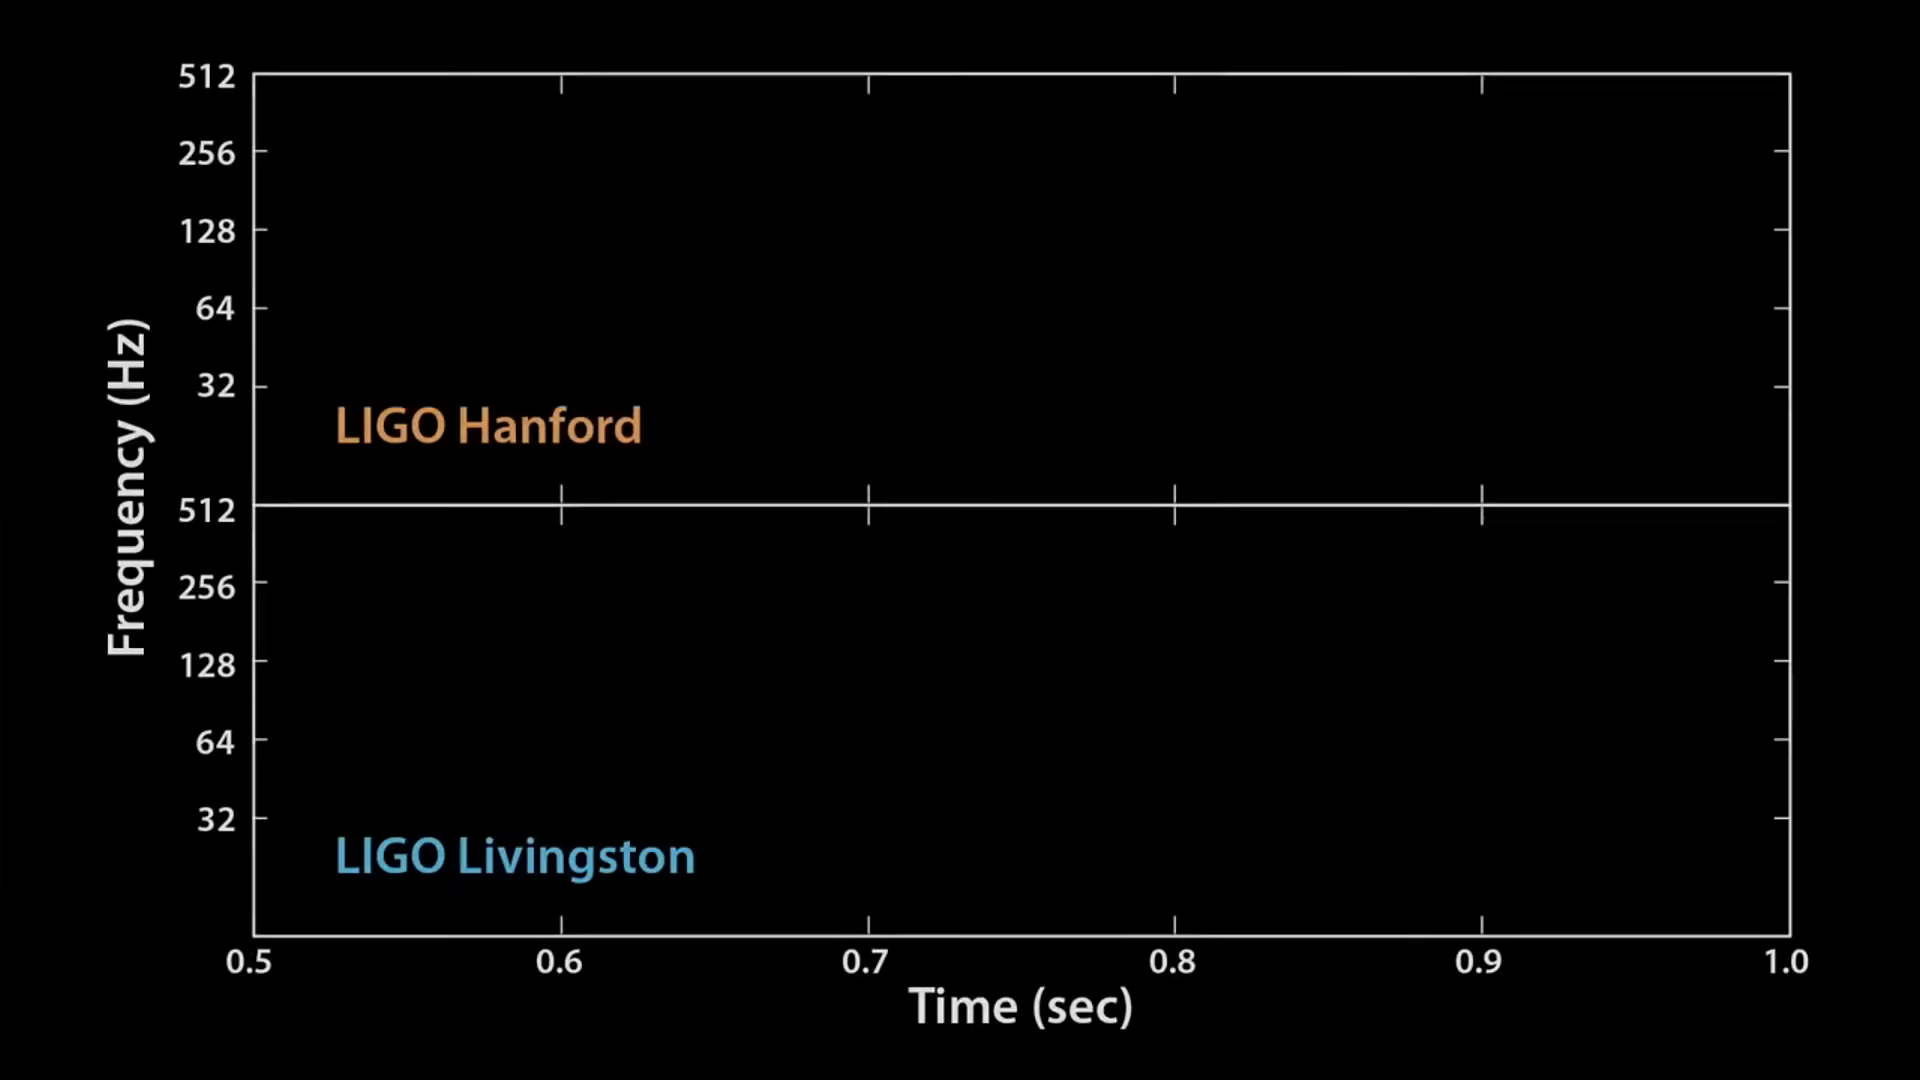 512
256
128
64
32
LIGO Hanford
Frequency (Hz)
512
256
128
64
32
LIGO Livingston
0.5 0.6 0.7 0.8 0.9 1.0
Time (sec)